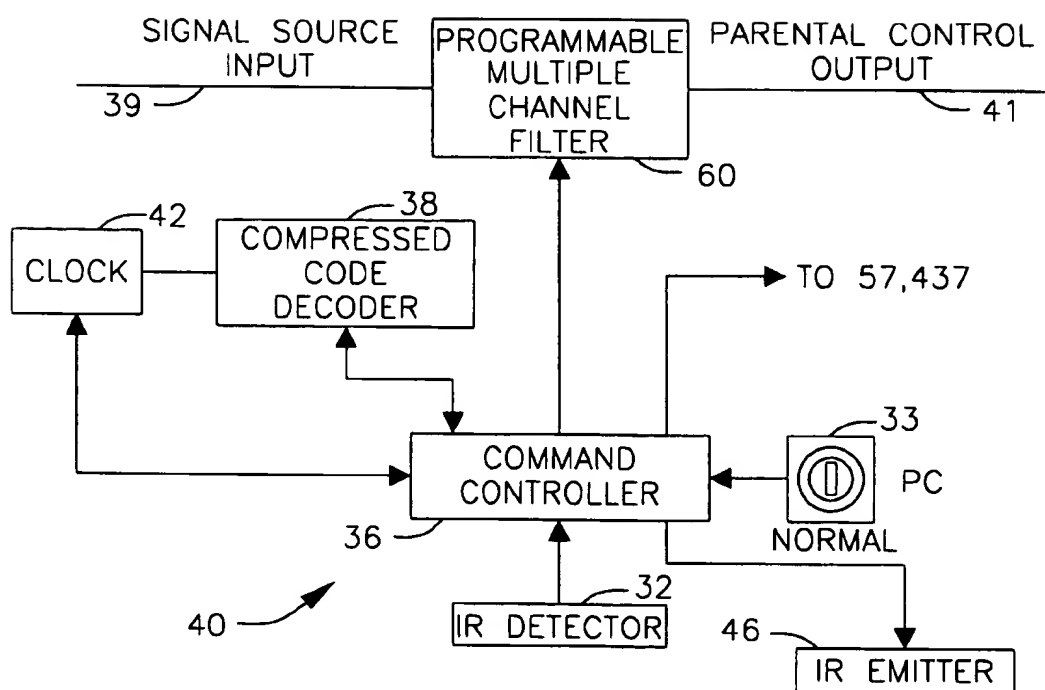 SIGNAL SOURCE
INPUT
39
PROGRAMMABLE
MULTIPLE
CHANNEL
FILTER
60
PARENTAL CONTROL
OUTPUT
41
42
CLOCK
38
COMPRESSED
CODE
DECODER
TO 57,437
COMMAND
CONTROLLER
36
33
PC
NORMAL
40
32
IR DETECTOR
46
IR EMITTER